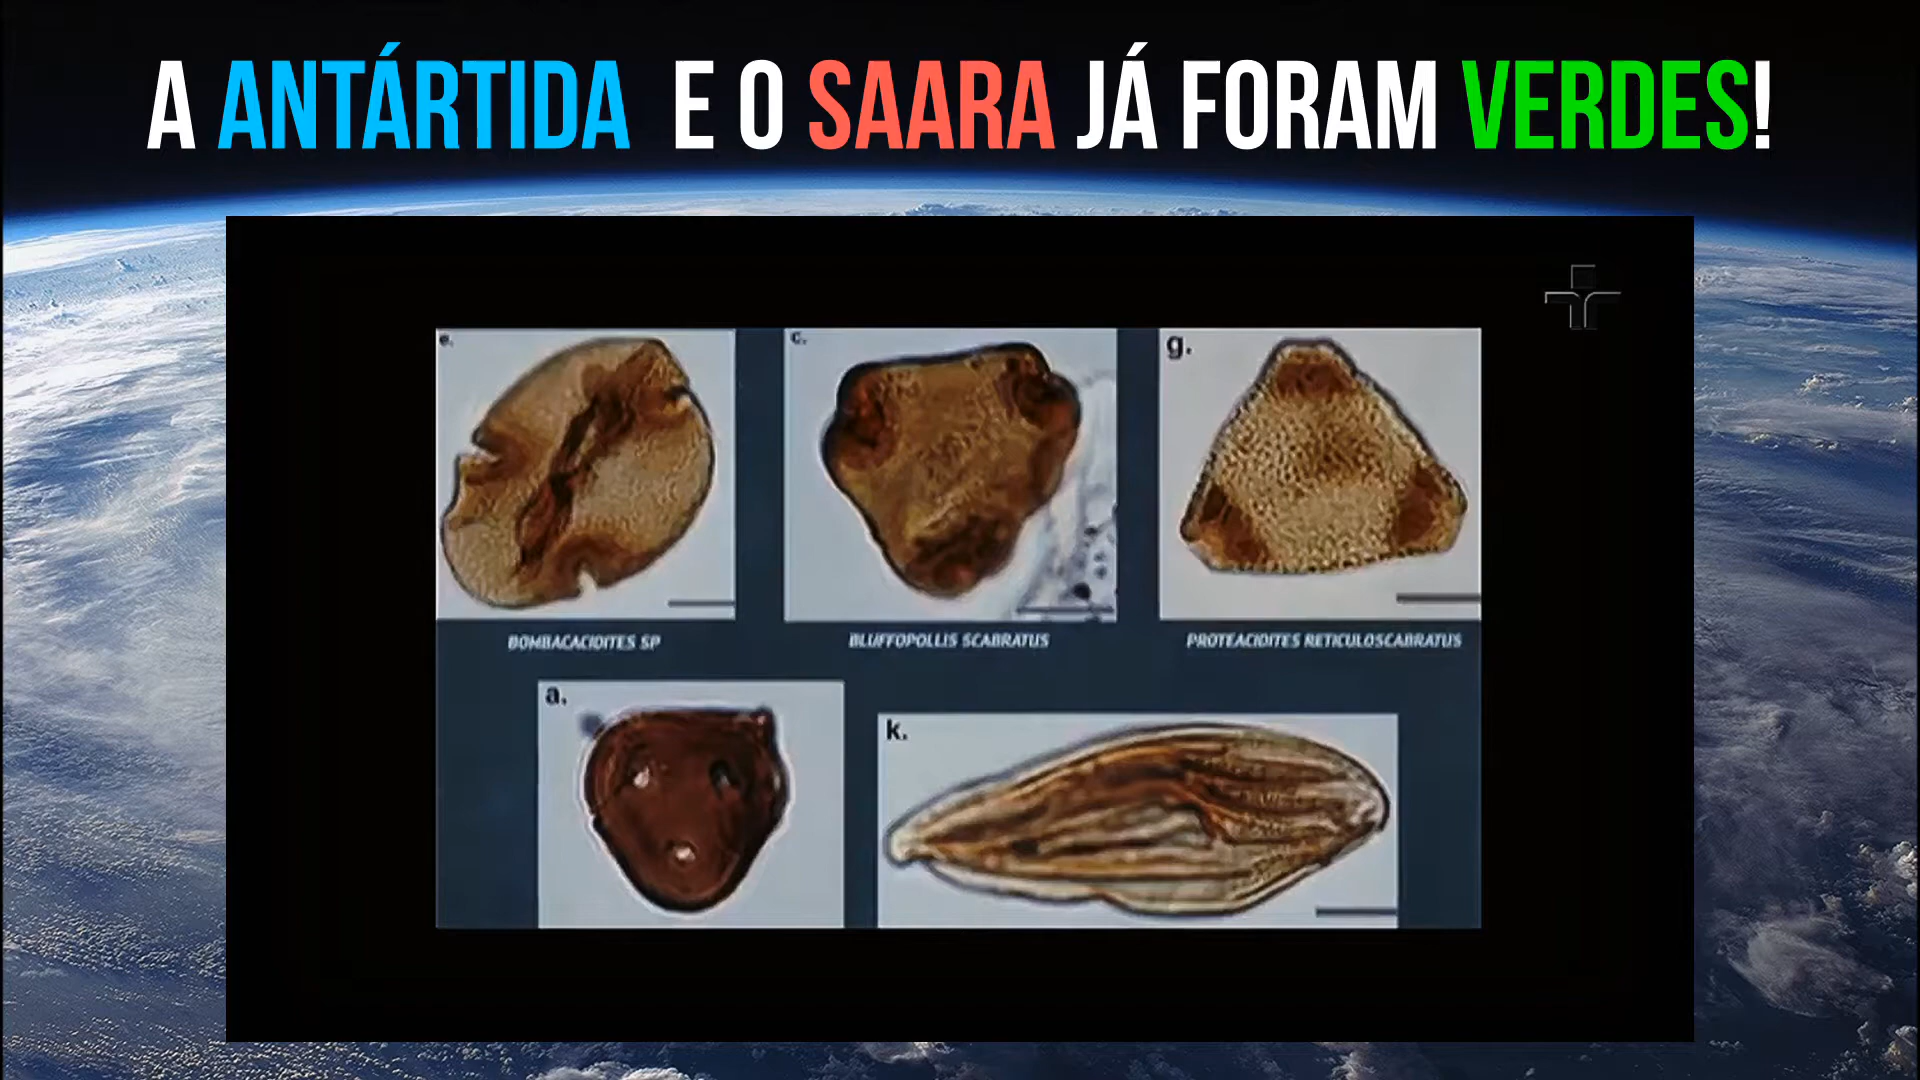 A ANTÁRTIDA E O SAARA JÁ FORAM VERDES!
e.
c.
g.
BOMBACACIDITES SP
BLUFFOPOLLIS SCABRATUS
PROTEACIDITES RETICULOSCABRATUS
a.
k.